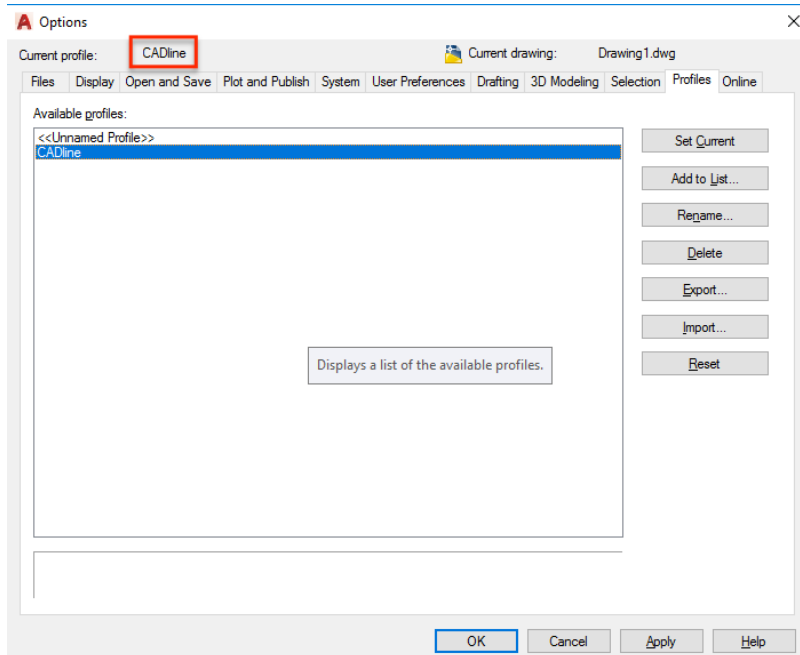 A Options
Current profile: CADline Current drawing: Drawing1.dwg
Files Display Open and Save Plot and Publish System User Preferences Drafting 3D Modeling Selection Profiles Online
Available profiles:
<<Unnamed Profile>>
CADline
Set Current
Add to List...
Rename...
Delete
Export...
Import...
Reset
Displays a list of the available profiles.
OK Cancel Apply Help